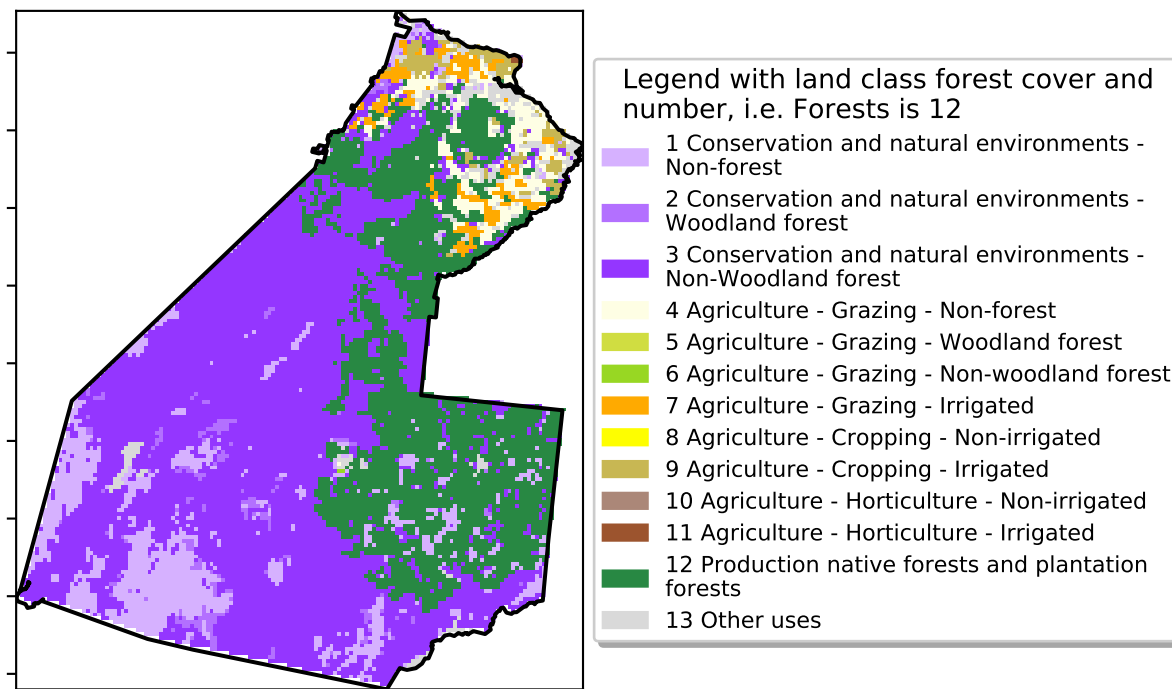 Legend with land class forest cover and
number, i.e. Forests is 12
1 Conservation and natural environments -
Non-forest
2 Conservation and natural environments -
Woodland forest
3 Conservation and natural environments -
Non-Woodland forest
4 Agriculture - Grazing - Non-forest
5 Agriculture - Grazing - Woodland forest
6 Agriculture - Grazing - Non-woodland forest
7 Agriculture - Grazing - Irrigated
8 Agriculture - Cropping - Non-irrigated
9 Agriculture - Cropping - Irrigated
10 Agriculture - Horticulture - Non-irrigated
11 Agriculture - Horticulture - Irrigated
12 Production native forests and plantation
forests
13 Other uses